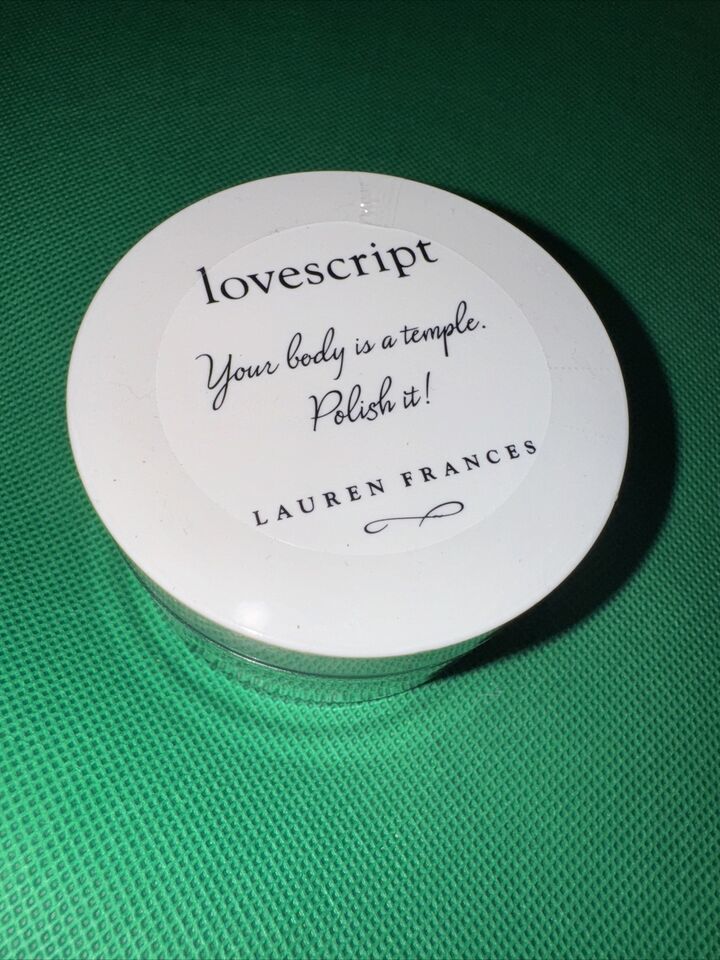 lovescript
Your body is a temple.
Polish it!
LAUREN FRANCES